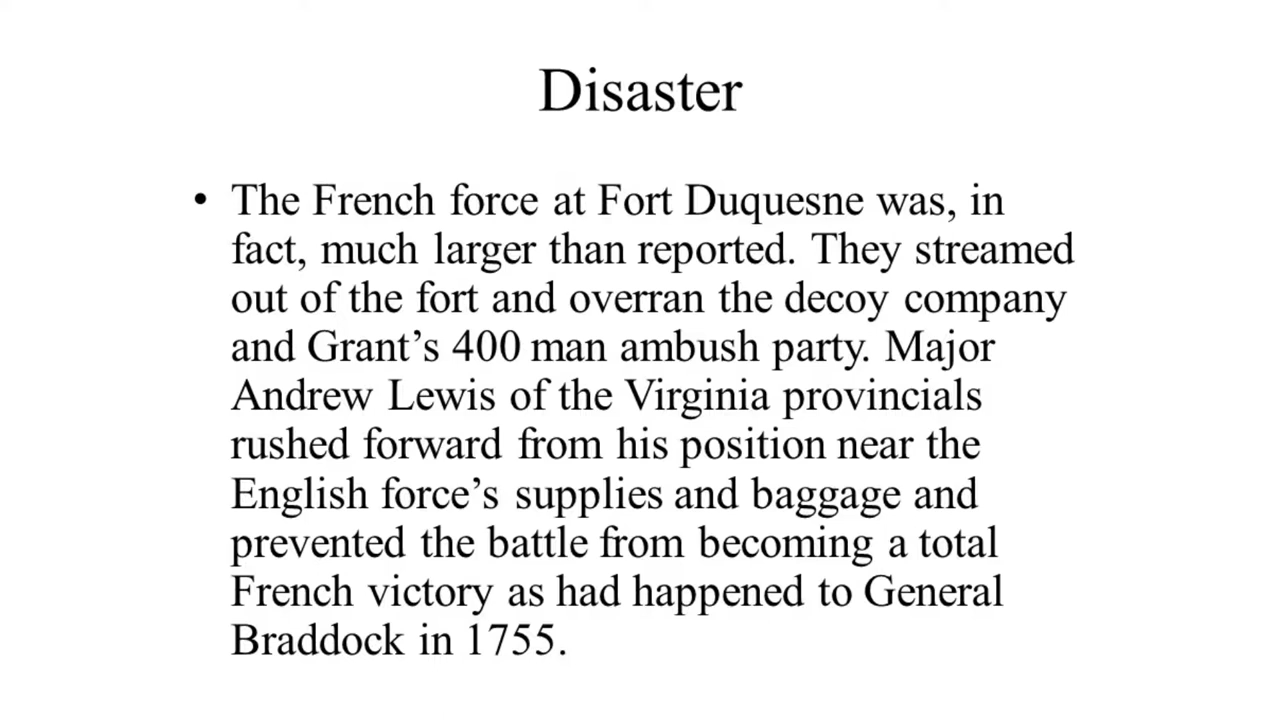 Disaster
• The French force at Fort Duquesne was, in
fact, much larger than reported. They streamed
out of the fort and overran the decoy company
and Grant’s 400 man ambush party. Major
Andrew Lewis of the Virginia provincials
rushed forward from his position near the
English force’s supplies and baggage and
prevented the battle from becoming a total
French victory as had happened to General
Braddock in 1755.